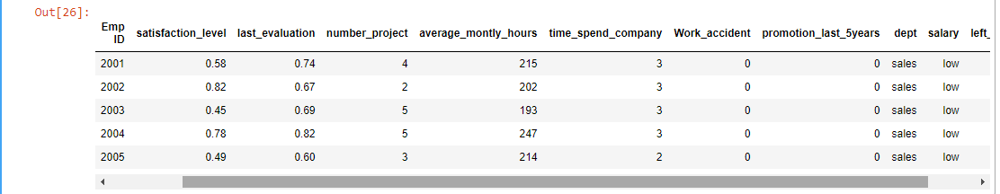 Out[26]:
Emp ID satisfaction_level last_evaluation number_project average_montly_hours time_spend_company Work_accident promotion_last_5years dept salary left_
2001 0.58 0.74 4 215 3 0 0 sales low
2002 0.82 0.67 2 202 3 0 0 sales low
2003 0.45 0.69 5 193 3 0 0 sales low
2004 0.78 0.82 5 247 3 0 0 sales low
2005 0.49 0.60 3 214 2 0 0 sales low